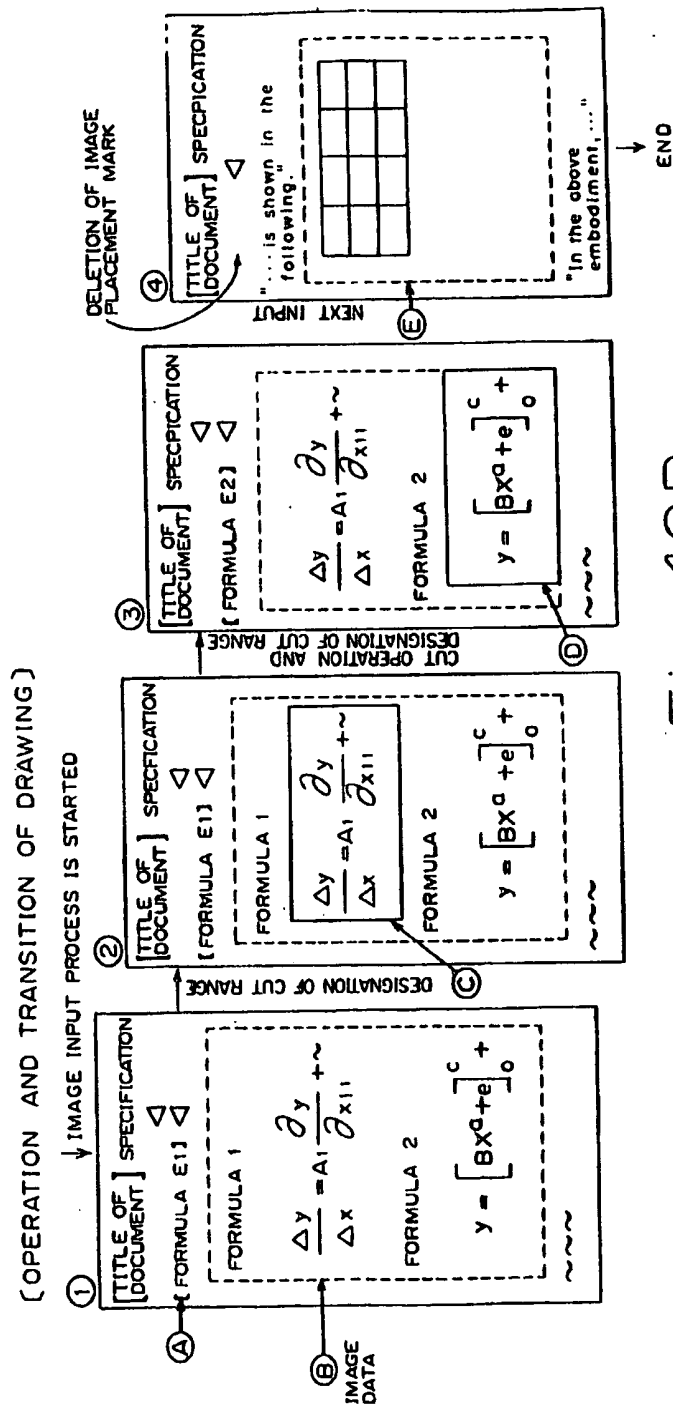 [OPERATION AND TRANSITION OF DRAWING]
↓ IMAGE INPUT PROCESS IS STARTED
①
[TITLE OF DOCUMENT] SPECIFICATION
◁
[FORMULA E1] ◁
FORMULA 1
Δy/Δx = A1 ∂y/∂x11 + ~
FORMULA 2
y = [BX^a+e]^c_0 +
~~~
Ⓐ
Ⓑ
IMAGE
DATA
DESIGNATION OF CUT RANGE
②
[TITLE OF DOCUMENT] SPECFICATION
◁
[FORMULA E1] ◁
FORMULA 1
Δy/Δx = A1 ∂y/∂x11 + ~
FORMULA 2
y = [BX^a+e]^c_0 +
~~~
Ⓒ
CUT OPERATION AND
DESIGNATION OF CUT RANGE
③
[TITLE OF DOCUMENT] SPECPICATION
◁
[FORMULA E2] ◁
Δy/Δx = A1 ∂y/∂x11 + ~
FORMULA 2
y = [BX^a+e]^c_0 +
~~~
Ⓓ
NEXT INPUT
DELETION OF IMAGE
PLACEMENT MARK
④
[TITLE OF DOCUMENT] SPECPICATION
◁
"... is shown in the
following."
Ⓔ
"In the above
embodiment, ..."
↓
END